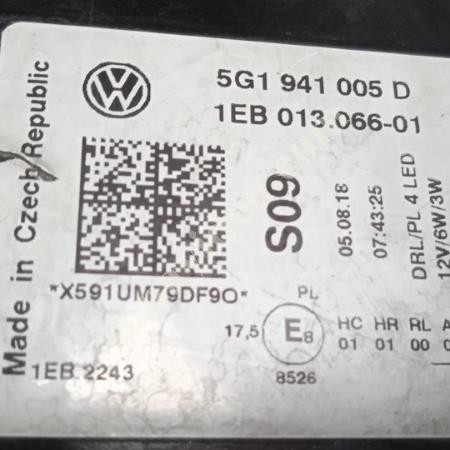 Made in Czech Republic
5G1 941 005 D
1EB 013.066-01
S09
05.08.18
07:43:25
DRL/PL 4 LED
12V/6W/3W
*X591UM79DF9O*
PL
17,5 E8 HC HR RL A
01 01 00
8526
1EB 2243